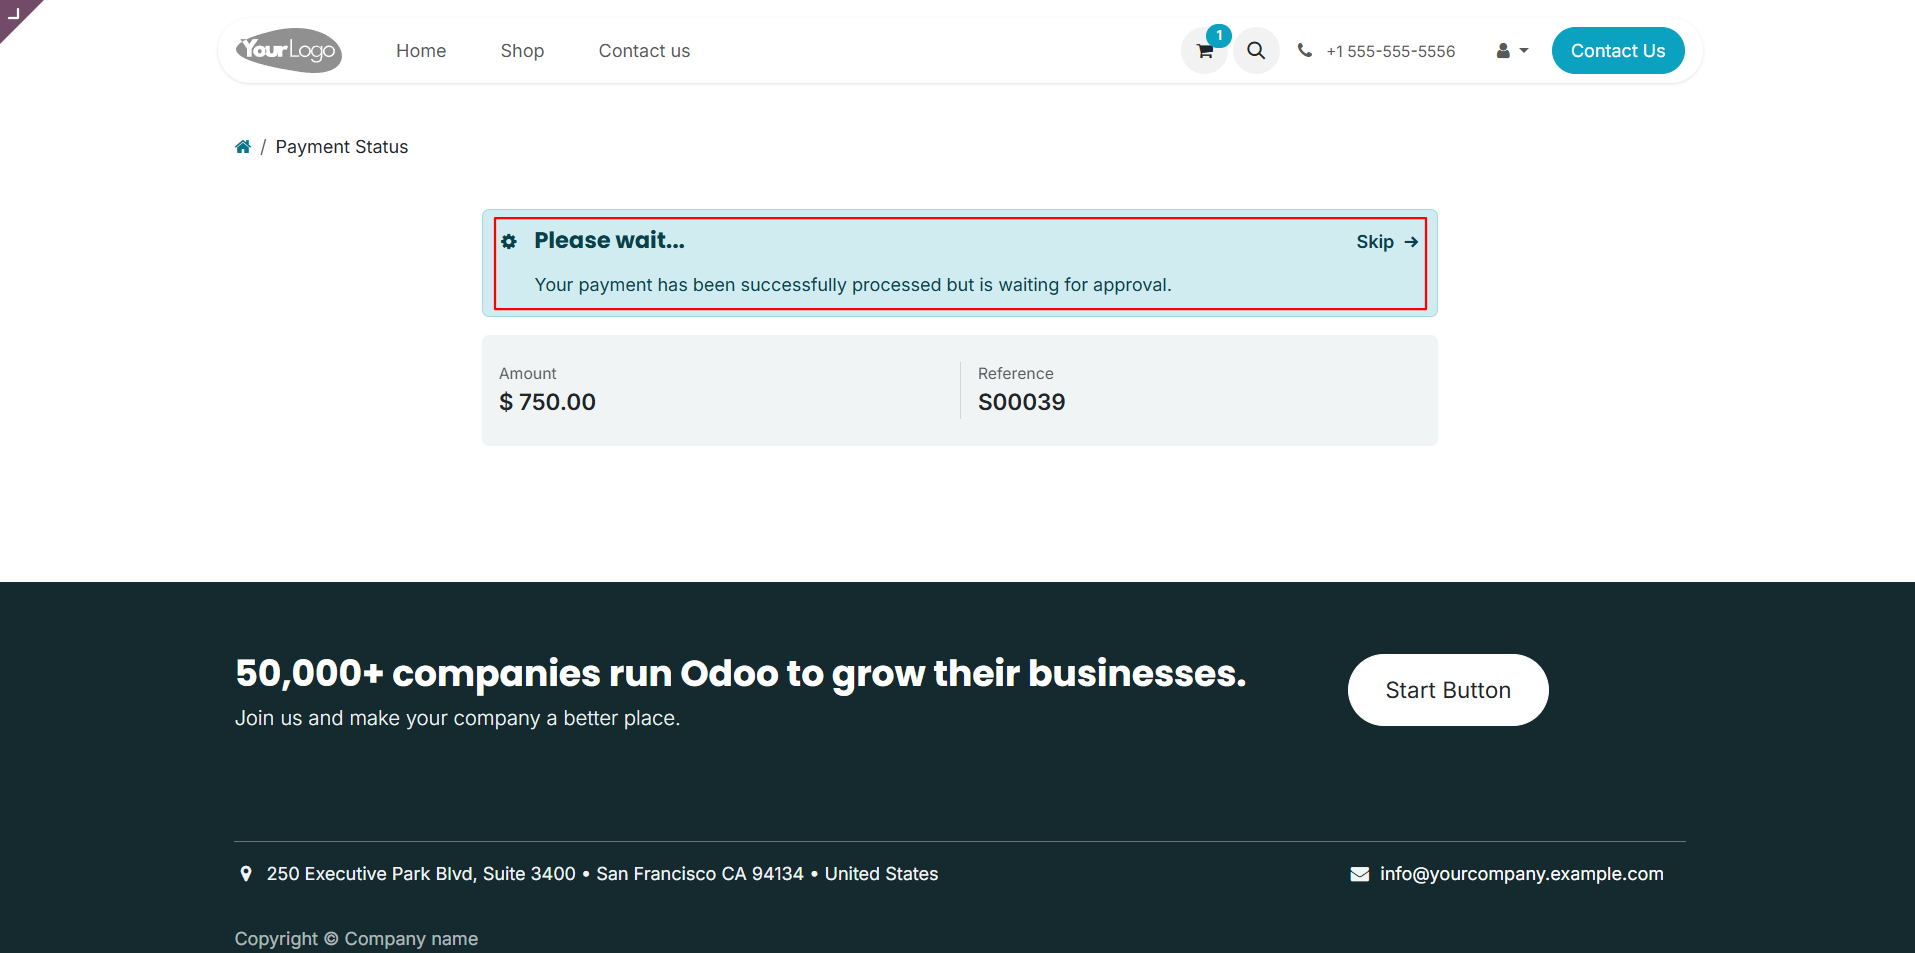 YourLogo
Home
Shop
Contact us
1
+1 555-555-5556
Contact Us
/ Payment Status
Please wait...
Skip →
Your payment has been successfully processed but is waiting for approval.
Amount
$ 750.00
Reference
S00039
50,000+ companies run Odoo to grow their businesses.
Join us and make your company a better place.
Start Button
250 Executive Park Blvd, Suite 3400 • San Francisco CA 94134 • United States
info@yourcompany.example.com
Copyright © Company name